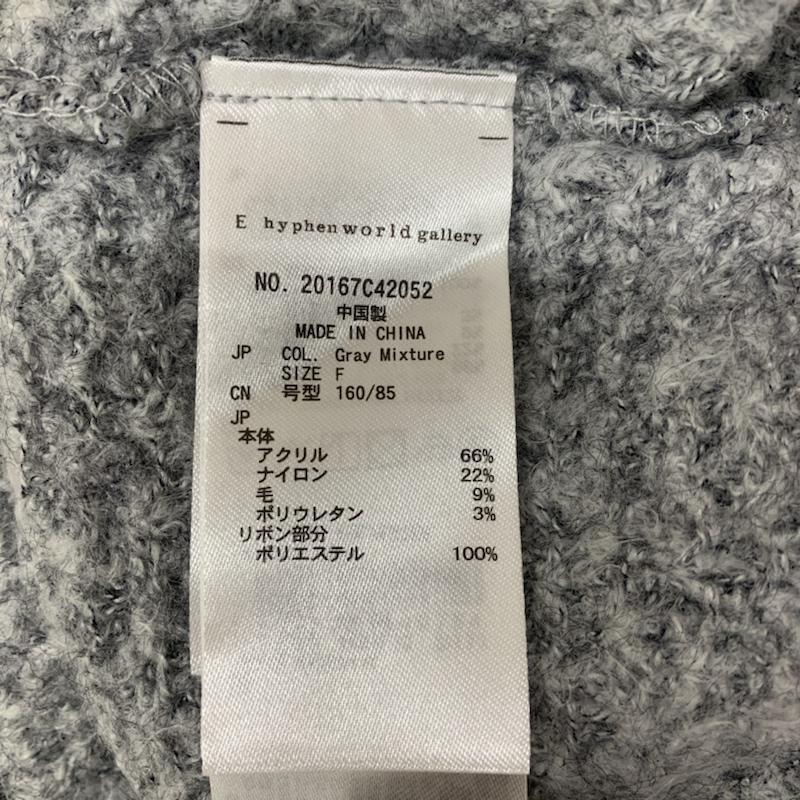 E hyphen world gallery
NO. 20167C42052
中国製
MADE IN CHINA
JP COL. Gray Mixture
SIZE F
CN 号型 160/85
JP
本体
アクリル 66%
ナイロン 22%
毛 9%
ポリウレタン 3%
リボン部分
ポリエステル 100%